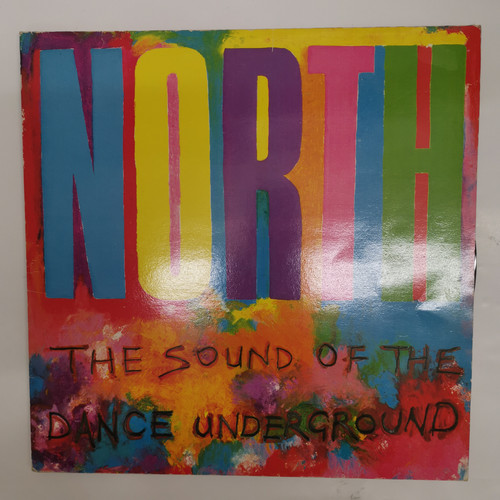 NORTH
THE SOUND OF THE
DANCE UNDERGROUND